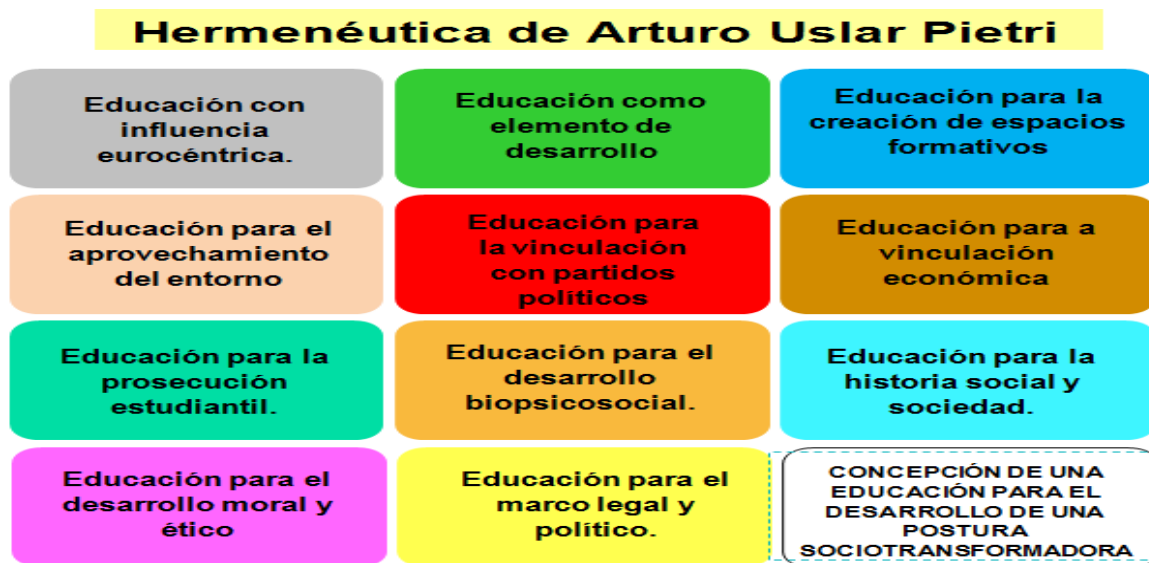 Hermenéutica de Arturo Uslar Pietri
Educación con
influencia
eurocéntrica.
Educación como
elemento de
desarrollo
Educación para la
creación de espacios
formativos
Educación para el
aprovechamiento
del entorno
Educación para
la vinculación
con partidos
políticos
Educación para a
vinculación
económica
Educación para la
prosecución
estudiantil.
Educación para el
desarrollo
biopsicosocial.
Educación para la
historia social y
sociedad.
Educación para el
desarrollo moral y
ético
Educación para el
marco legal y
político.
CONCEPCIÓN DE UNA
EDUCACIÓN PARA EL
DESARROLLO DE UNA
POSTURA
SOCIOTRANSFORMADORA